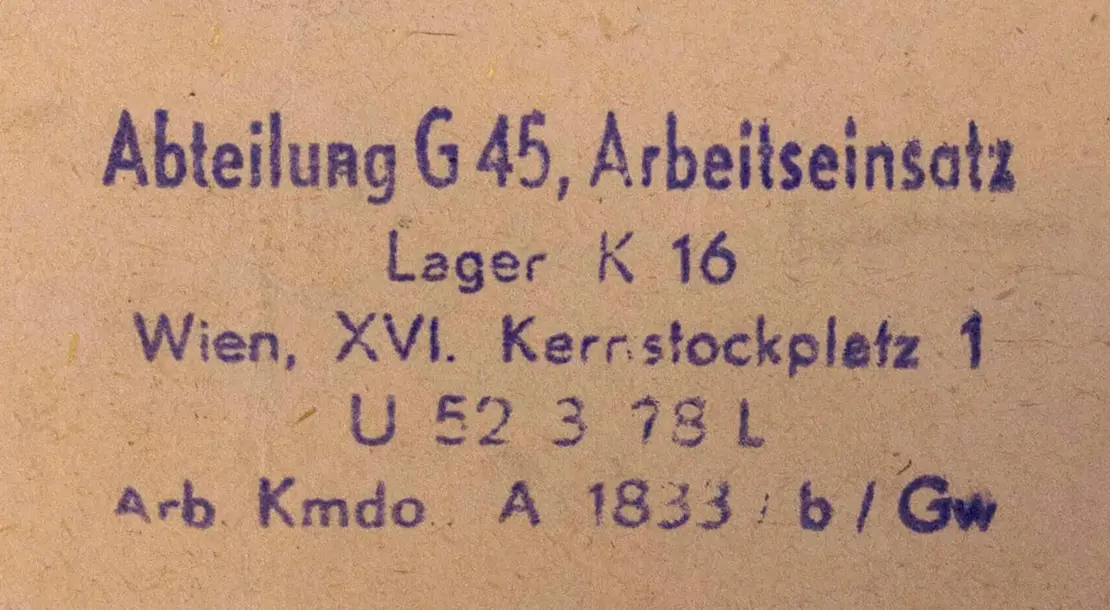 Abteilung G 45, Arbeitseinsatz
Lager K 16
Wien, XVI. Kernstockplatz 1
U 52 3 78 L
Arb. Kmdo. A 1833 / b / Gw